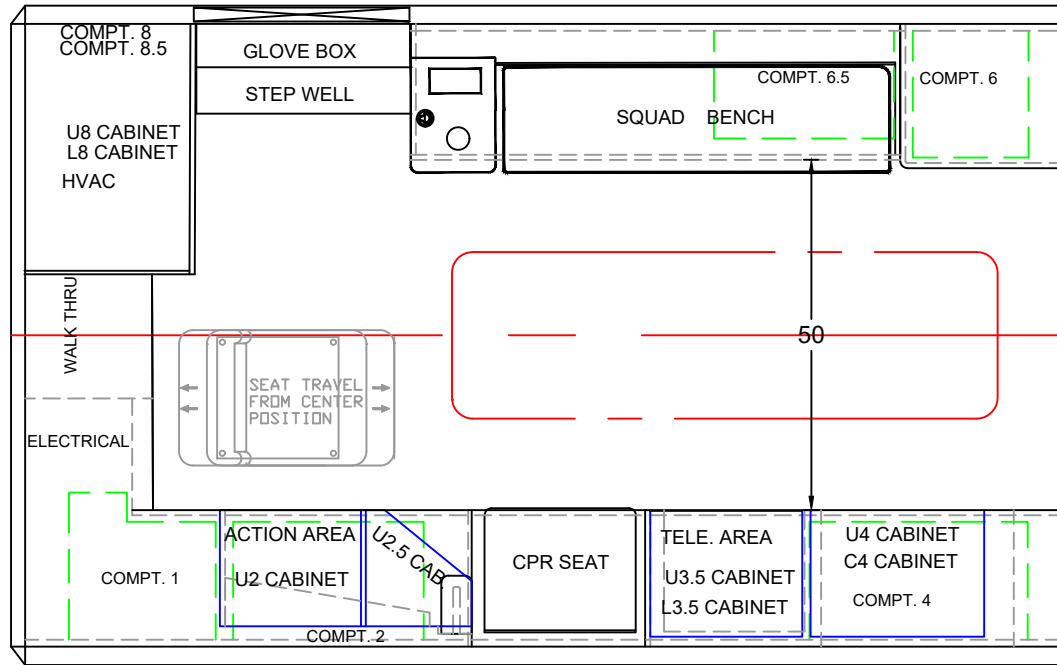 COMPT. 8
COMPT. 8.5
GLOVE BOX
STEP WELL
U8 CABINET
L8 CABINET
HVAC
COMPT. 6.5
COMPT. 6
SQUAD BENCH
WALK THRU
50
SEAT TRAVEL
FROM CENTER
POSITION
ELECTRICAL
COMPT. 1
ACTION AREA
U2 CABINET
U2.5 CAB
COMPT. 2
CPR SEAT
TELE. AREA
U3.5 CABINET
L3.5 CABINET
U4 CABINET
C4 CABINET
COMPT. 4